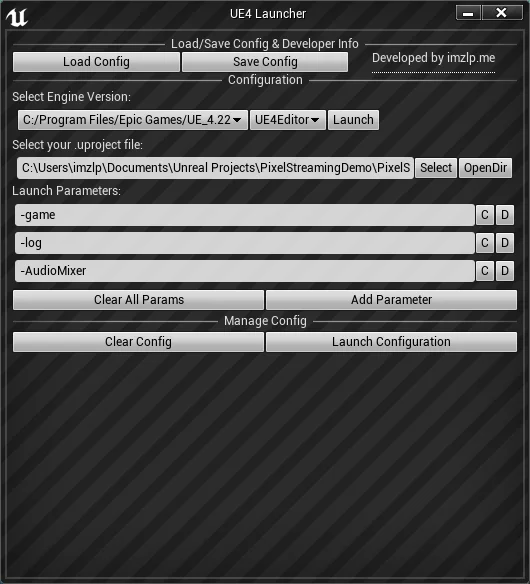 UE4 Launcher
Load/Save Config & Developer Info
Load Config Save Config Developed by imzlp.me
Configuration
Select Engine Version:
C:/Program Files/Epic Games/UE_4.22 UE4Editor Launch
Select your .uproject file:
C:\Users\imzlp\Documents\Unreal Projects\PixelStreamingDemo\PixelS Select OpenDir
Launch Parameters:
-game C D
-log C D
-AudioMixer C D
Clear All Params Add Parameter
Manage Config
Clear Config Launch Configuration